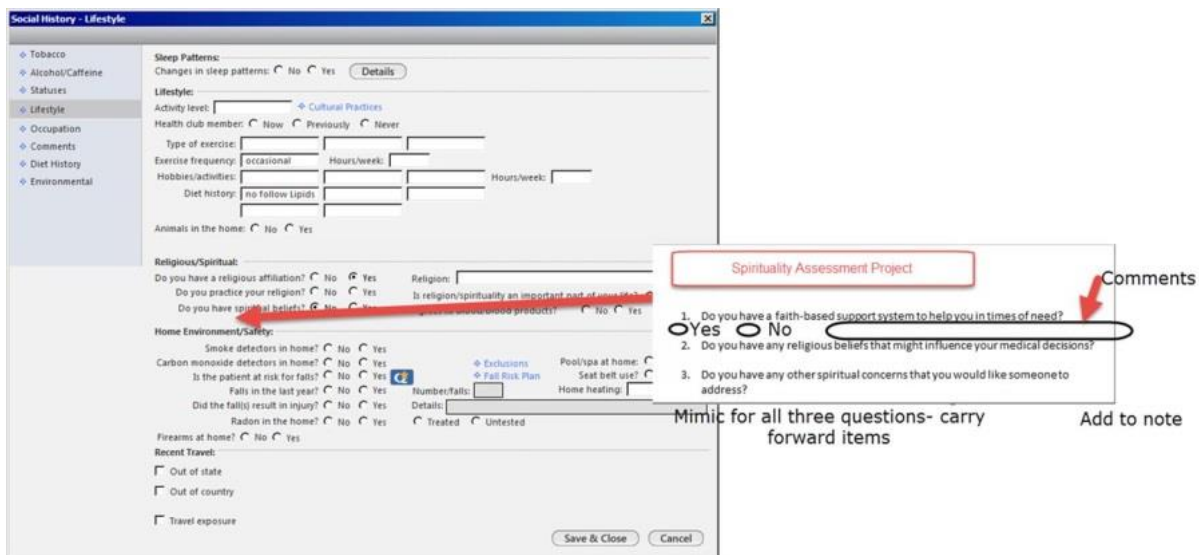 Social History - Lifestyle
Tobacco
Alcohol/Caffeine
Statuses
Lifestyle
Occupation
Comments
Diet History
Environmental
Sleep Patterns:
Changes in sleep patterns: No Yes Details
Lifestyle:
Activity level: Cultural Practices
Health club member: Now Previously Never
Type of exercise:
Exercise frequency: occasional Hours/week:
Hobbies/activities: Hours/week:
Diet history: no follow Lipids
Animals in the home: No Yes
Religious/Spiritual:
Do you have a religious affiliation? No Yes Religion:
Do you practice your religion? No Yes Is religion/spirituality an important part of your life?
Do you have spiritual beliefs? No blood/blood products? No Yes
Home Environment/Safety:
Smoke detectors in home? No Yes
Carbon monoxide detectors in home? No Yes Exclusions Pool/spa at home:
Is the patient at risk for falls? No Yes Fall Risk Plan Seat belt use?
Falls in the last year? No Yes Number/falls: Home heating:
Did the fall(s) result in injury? No Yes Details:
Radon in the home? No Yes Treated Untested
Firearms at home? No Yes
Recent Travel:
Out of state
Out of country
Travel exposure
Save & Close Cancel
Spirituality Assessment Project
Comments
1. Do you have a faith-based support system to help you in times of need?
Yes No
2. Do you have any religious beliefs that might influence your medical decisions?
3. Do you have any other spiritual concerns that you would like someone to
address?
Mimic for all three questions- carry
forward items
Add to note